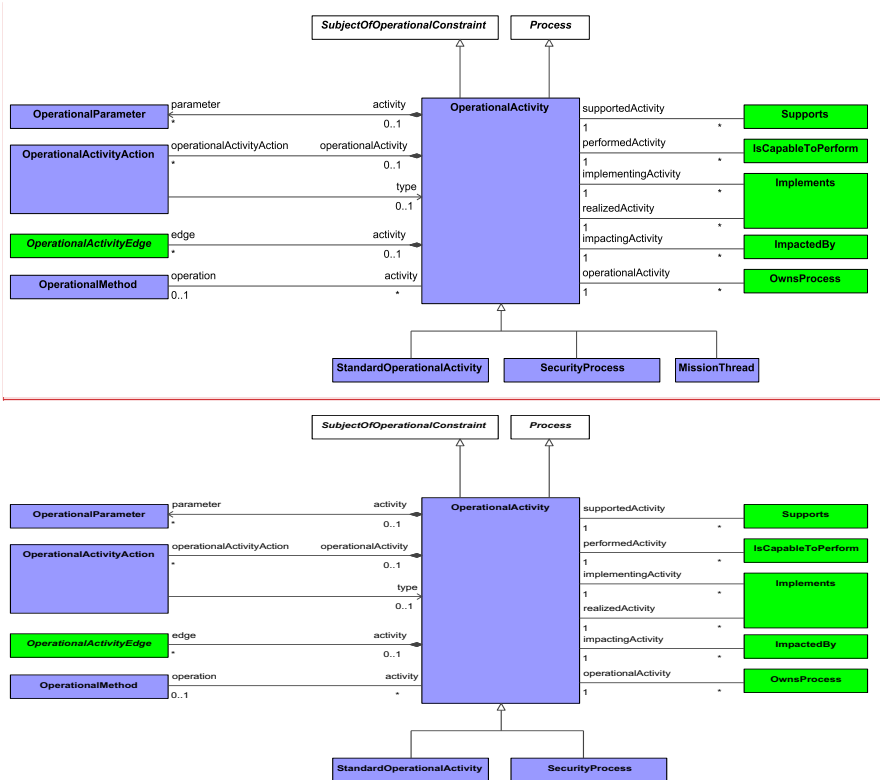 SubjectOfOperationalConstraint Process
OperationalParameter parameter activity OperationalActivity supportedActivity Supports
* 0..1 1 *
OperationalActivityAction operationalActivityAction operationalActivity performedActivity IsCapableToPerform
* 0..1 1 *
implementingActivity Implements
type 1 *
0..1 realizedActivity
1 *
OperationalActivityEdge edge activity impactingActivity ImpactedBy
* 0..1 1 *
OperationalMethod operation activity operationalActivity OwnsProcess
0..1 * 1 *
StandardOperationalActivity SecurityProcess MissionThread
SubjectOfOperationalConstraint Process
OperationalParameter parameter activity OperationalActivity supportedActivity Supports
* 0..1 1 *
OperationalActivityAction operationalActivityAction operationalActivity performedActivity IsCapableToPerform
* 0..1 1 *
implementingActivity Implements
type 1 *
0..1 realizedActivity
1 *
OperationalActivityEdge edge activity impactingActivity ImpactedBy
* 0..1 1 *
OperationalMethod operation activity operationalActivity OwnsProcess
0..1 * 1 *
StandardOperationalActivity SecurityProcess